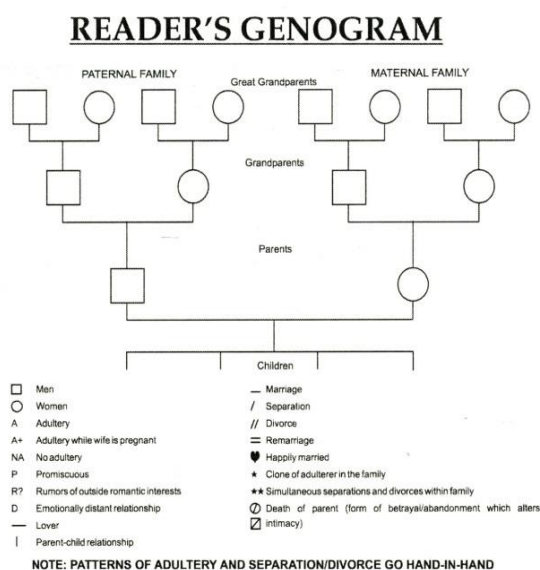 READER'S GENOGRAM
PATERNAL FAMILY
MATERNAL FAMILY
Great Grandparents
Grandparents
Parents
Children
Men
Women
A Adultery
A+ Adultery while wife is pregnant
NA No adultery
P Promiscuous
R? Rumors of outside romantic interests
D Emotionally distant relationship
Lover
Parent-child relationship
Marriage
/ Separation
// Divorce
= Remarriage
Happily married
★ Clone of adulterer in the family
★★ Simultaneous separations and divorces within family
Death of parent (form of betrayal/abandonment which alters
intimacy)
NOTE: PATTERNS OF ADULTERY AND SEPARATION/DIVORCE GO HAND-IN-HAND